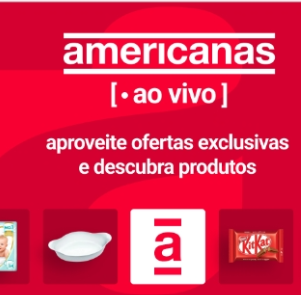 americanas
[• ao vivo]
aproveite ofertas exclusivas
e descubra produtos
a
KitKat